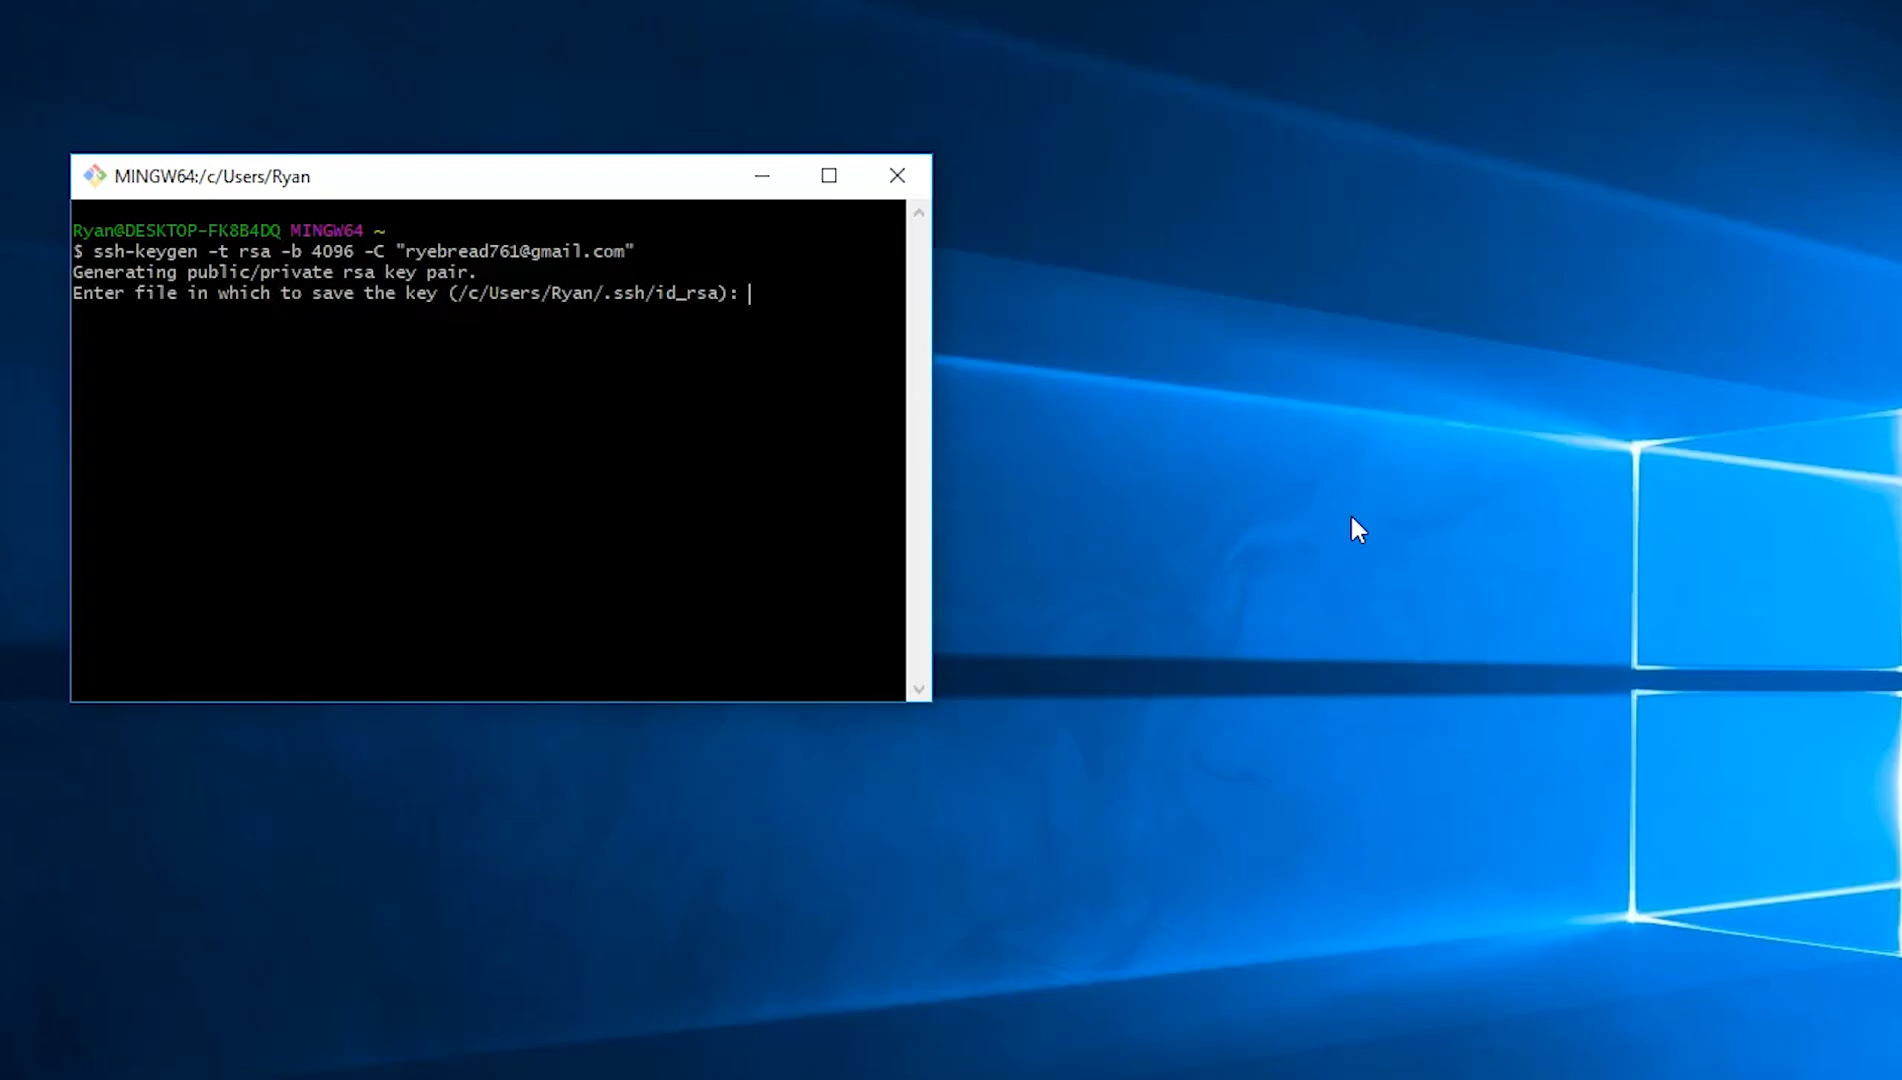 MINGW64:/c/Users/Ryan
Ryan@DESKTOP-FK8B4DQ MINGW64 ~
$ ssh-keygen -t rsa -b 4096 -C "ryebread761@gmail.com"
Generating public/private rsa key pair.
Enter file in which to save the key (/c/Users/Ryan/.ssh/id_rsa):